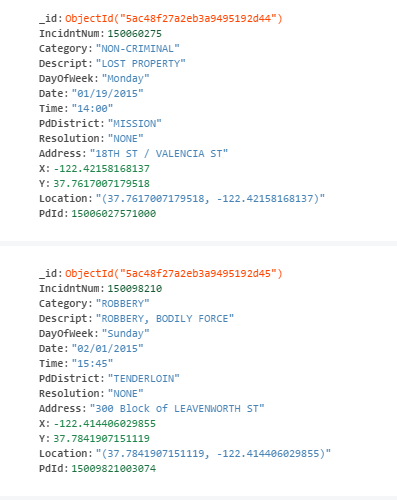 _id: ObjectId("5ac48f27a2eb3a9495192d44")
IncidntNum: 150060275
Category: "NON-CRIMINAL"
Descript: "LOST PROPERTY"
DayOfWeek: "Monday"
Date: "01/19/2015"
Time: "14:00"
PdDistrict: "MISSION"
Resolution: "NONE"
Address: "18TH ST / VALENCIA ST"
X: -122.42158168137
Y: 37.7617007179518
Location: "(37.7617007179518, -122.42158168137)"
PdId: 15006027571000
_id: ObjectId("5ac48f27a2eb3a9495192d45")
IncidntNum: 150098210
Category: "ROBBERY"
Descript: "ROBBERY, BODILY FORCE"
DayOfWeek: "Sunday"
Date: "02/01/2015"
Time: "15:45"
PdDistrict: "TENDERLOIN"
Resolution: "NONE"
Address: "300 Block of LEAVENWORTH ST"
X: -122.414406029855
Y: 37.7841907151119
Location: "(37.7841907151119, -122.414406029855)"
PdId: 15009821003074